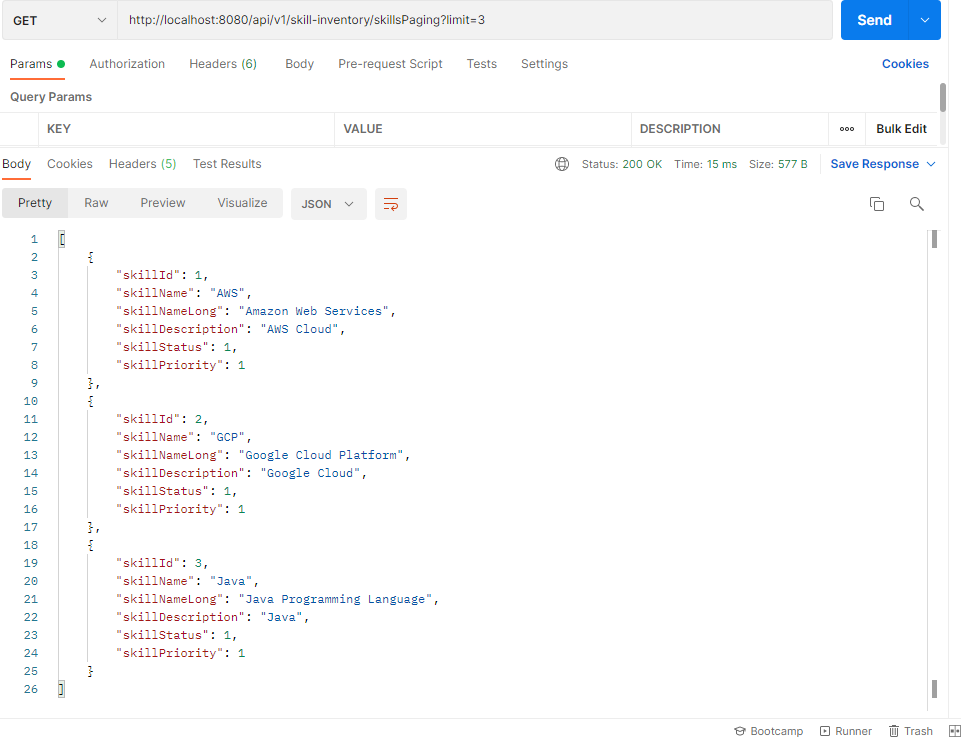 GET http://localhost:8080/api/v1/skill-inventory/skillsPaging?limit=3 Send
Params Authorization Headers (6) Body Pre-request Script Tests Settings Cookies
Query Params
KEY VALUE DESCRIPTION ooo Bulk Edit
Body Cookies Headers (5) Test Results Status: 200 OK Time: 15 ms Size: 577 B Save Response
Pretty Raw Preview Visualize JSON
1 [
2 {
3 "skillId": 1,
4 "skillName": "AWS",
5 "skillNameLong": "Amazon Web Services",
6 "skillDescription": "AWS Cloud",
7 "skillStatus": 1,
8 "skillPriority": 1
9 },
10 {
11 "skillId": 2,
12 "skillName": "GCP",
13 "skillNameLong": "Google Cloud Platform",
14 "skillDescription": "Google Cloud",
15 "skillStatus": 1,
16 "skillPriority": 1
17 },
18 {
19 "skillId": 3,
20 "skillName": "Java",
21 "skillNameLong": "Java Programming Language",
22 "skillDescription": "Java",
23 "skillStatus": 1,
24 "skillPriority": 1
25 }
26 ]
Bootcamp Runner Trash